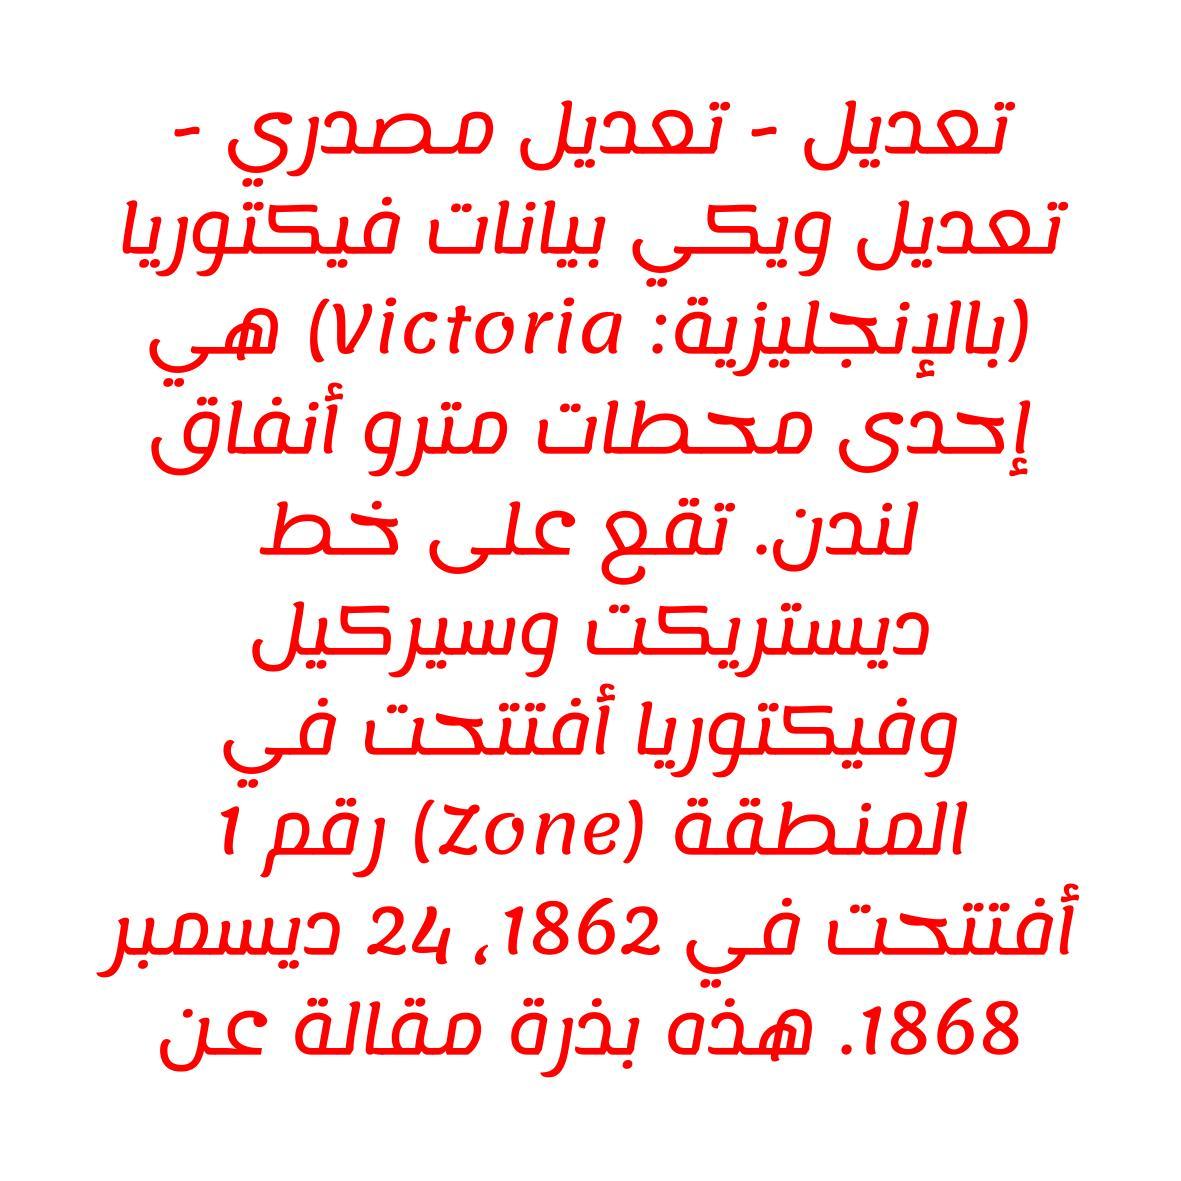 تعديل - تعديل مصدري -
تعديل ويكي بيانات فيكتوريا
(بالإنجليزية: Victoria) هي
إحدى محطات مترو أنفاق
لندن. تقع على خط
ديستريكت وسيركيل
وفيكتوريا أفتتحت في
المنطقة (Zone) رقم 1
أفتتحت في 1862، 24 ديسمبر
1868. هذه بذرة مقالة عن